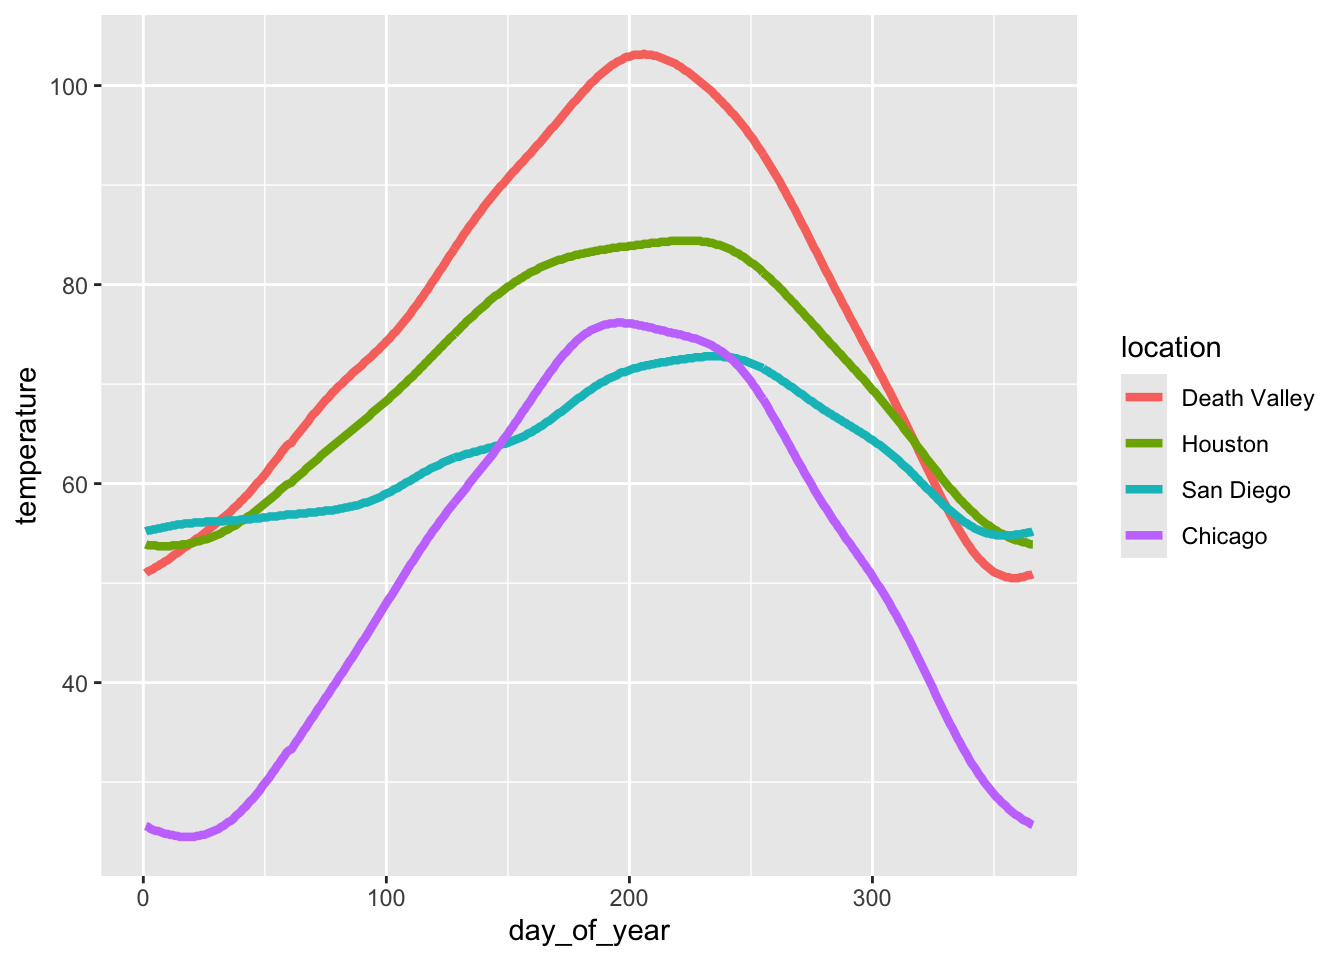 100
80
60
40
temperature
0
100
200
300
day_of_year
location
Death Valley
Houston
San Diego
Chicago